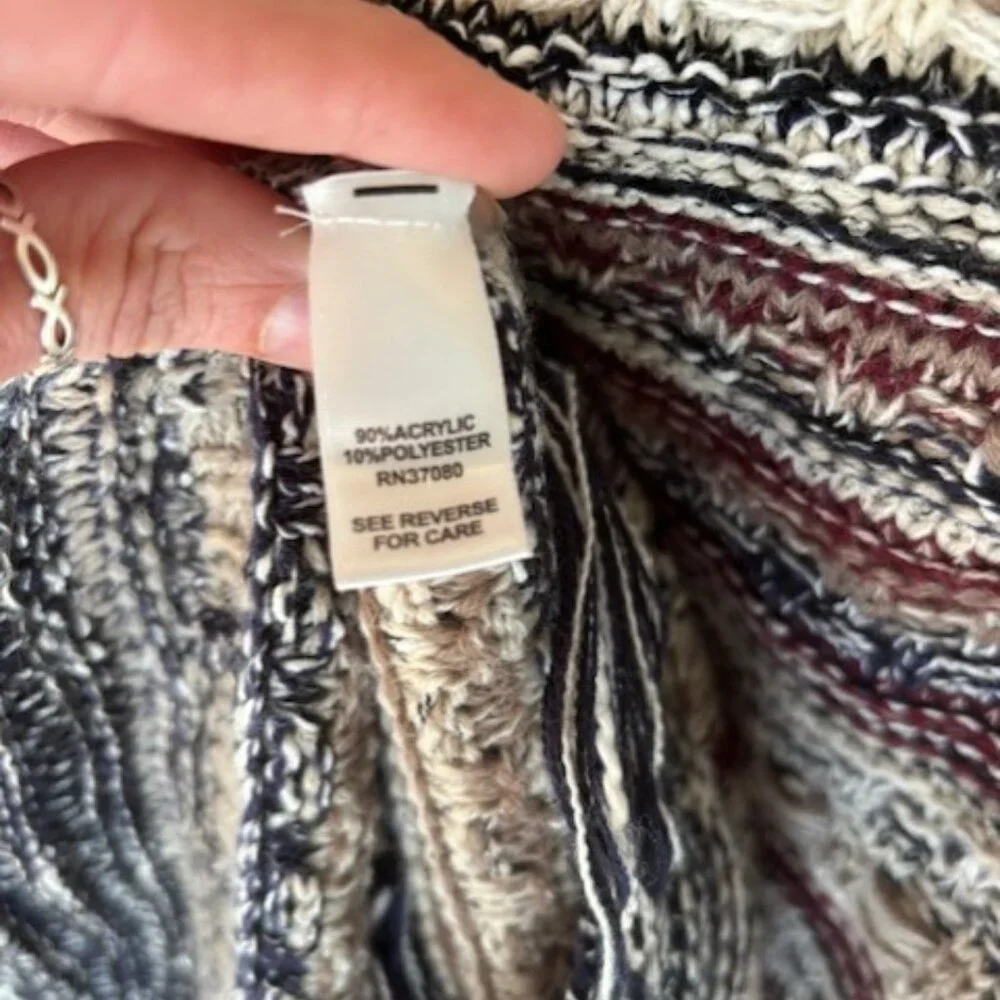 90%ACRYLIC
10%POLYESTER
RN37080
SEE REVERSE
FOR CARE